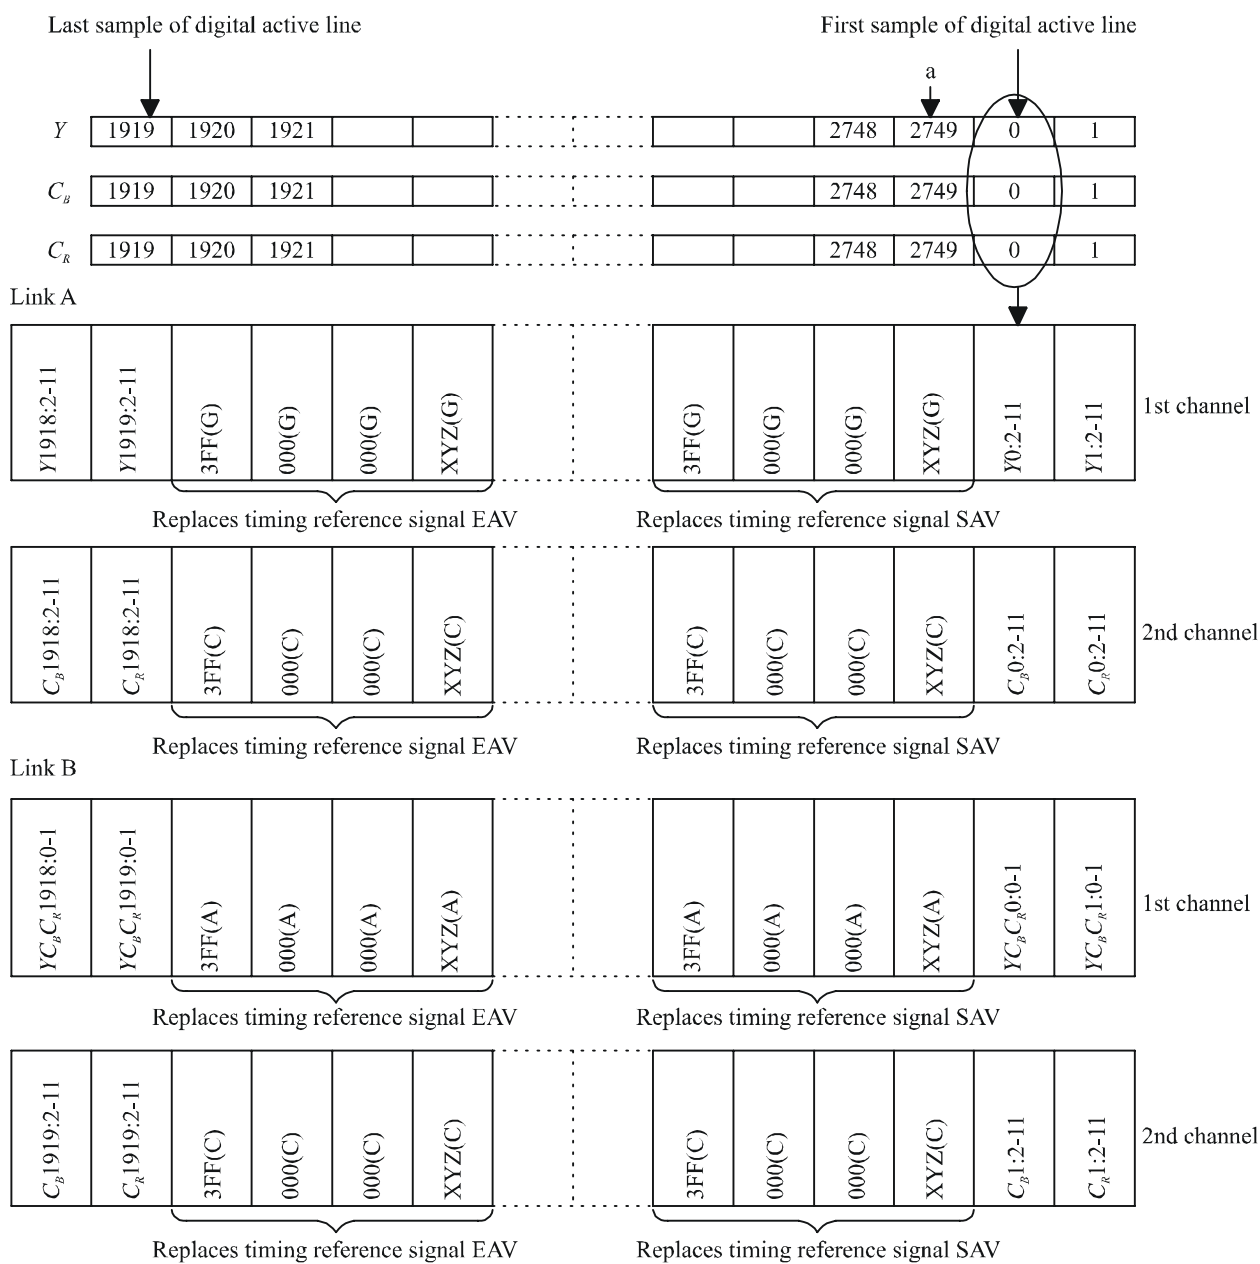 Last sample of digital active line First sample of digital active line
a
Y 1919 1920 1921 2748 2749 0 1
C_B 1919 1920 1921 2748 2749 0 1
C_R 1919 1920 1921 2748 2749 0 1
Link A
Y1918:2-11 Y1919:2-11 3FF(G) 000(G) 000(G) XYZ(G) 3FF(G) 000(G) 000(G) XYZ(G) Y0:2-11 Y1:2-11 1st channel
Replaces timing reference signal EAV Replaces timing reference signal SAV
C_B1918:2-11 C_R1918:2-11 3FF(C) 000(C) 000(C) XYZ(C) 3FF(C) 000(C) 000(C) XYZ(C) C_B0:2-11 C_R0:2-11 2nd channel
Replaces timing reference signal EAV Replaces timing reference signal SAV
Link B
YC_BC_R1918:0-1 YC_BC_R1919:0-1 3FF(A) 000(A) 000(A) XYZ(A) 3FF(A) 000(A) 000(A) XYZ(A) YC_BC_R0:0-1 YC_BC_R1:0-1 1st channel
Replaces timing reference signal EAV Replaces timing reference signal SAV
C_B1919:2-11 C_R1919:2-11 3FF(C) 000(C) 000(C) XYZ(C) 3FF(C) 000(C) 000(C) XYZ(C) C_B1:2-11 C_R1:2-11 2nd channel
Replaces timing reference signal EAV Replaces timing reference signal SAV